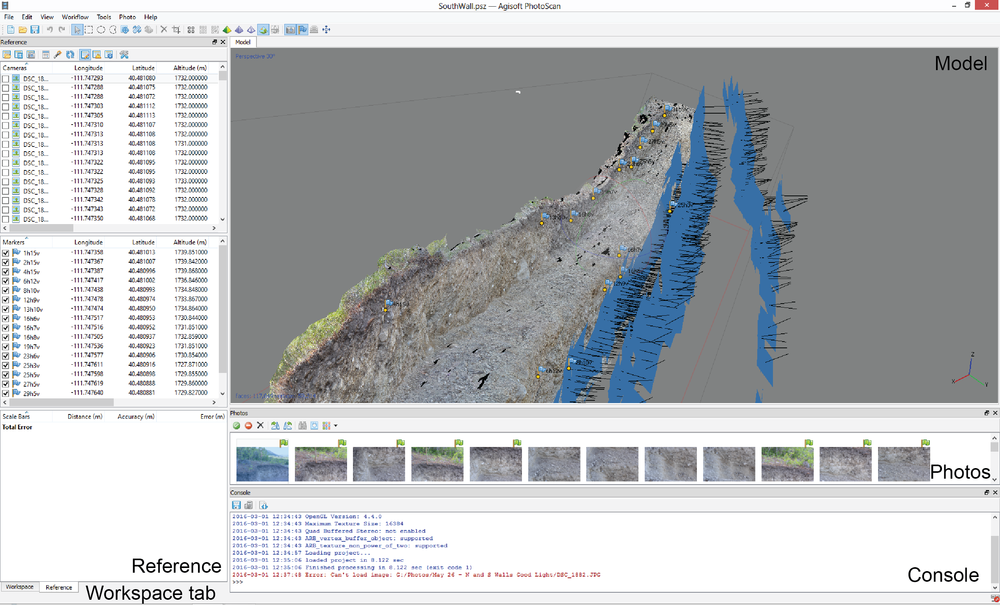 SouthWall.psz — Agisoft PhotoScan
File Edit View Workflow Tools Photo Help
Reference
Cameras Longitude Latitude Altitude (m)
DSC_18... -111.747293 40.481080 1732.000000
DSC_18... -111.747288 40.481075 1732.000000
DSC_18... -111.747288 40.481072 1732.000000
DSC_18... -111.747303 40.481112 1732.000000
DSC_18... -111.747305 40.481113 1732.000000
DSC_18... -111.747310 40.481107 1732.000000
DSC_18... -111.747313 40.481108 1732.000000
DSC_18... -111.747313 40.481108 1731.000000
DSC_18... -111.747313 40.481108 1732.000000
DSC_18... -111.747322 40.481095 1732.000000
DSC_18... -111.747322 40.481095 1732.000000
DSC_18... -111.747325 40.481093 1733.000000
DSC_18... -111.747328 40.481092 1732.000000
DSC_18... -111.747342 40.481078 1732.000000
DSC_18... -111.747343 40.481072 1732.000000
DSC_18... -111.747350 40.481068 1732.000000
Markers Longitude Latitude Altitude (m)
1h15v -111.747358 40.481013 1739.851000
2h15v -111.747367 40.481007 1739.842000
4h15v -111.747387 40.480996 1739.868000
6h12v -111.747417 40.481002 1736.846000
8h10v -111.747438 40.480993 1734.848000
12h9v -111.747478 40.480974 1733.867000
13h10v -111.747474 40.480950 1734.864000
16h6v -111.747517 40.480953 1730.844000
16h7v -111.747516 40.480952 1731.851000
16h8v -111.747505 40.480937 1732.859000
19h7v -111.747536 40.480923 1731.851000
23h6v -111.747577 40.480906 1730.854000
25h3v -111.747611 40.480916 1727.871000
25h5v -111.747598 40.480898 1729.855000
27h5v -111.747619 40.480888 1729.860000
29h5v -111.747640 40.480881 1729.827000
Scale Bars Distance (m) Accuracy (m) Error (m)
Total Error
Reference
Workspace Reference
Workspace tab
Model
Perspective 30°
Model
31h5v
29h5v
27h5v
25h5v
23h6v
19h7v
25h3v
16h8v
13h10v
16h7v
16h6v
12h9v
4h15v
8h10v
6h12v
Z
X
Y
faces: 117,049
Photos
Photos
Console
2016-03-01 12:34:43 OpenGL Version: 4.4.0
2016-03-01 12:34:43 Maximum Texture Size: 16384
2016-03-01 12:34:43 Quad Buffered Stereo: not enabled
2016-03-01 12:34:43 ARB_vertex_buffer_object: supported
2016-03-01 12:34:43 ARB_texture_non_power_of_two: supported
2016-03-01 12:34:57 Loading project...
2016-03-01 12:35:06 loaded project in 8.122 sec
2016-03-01 12:35:06 Finished processing in 8.122 sec (exit code 1)
2016-03-01 12:37:48 Error: Can't load image: G:/Photos/May 26 - N and S Walls Good Light/DSC_1882.JPG
>>>
Console